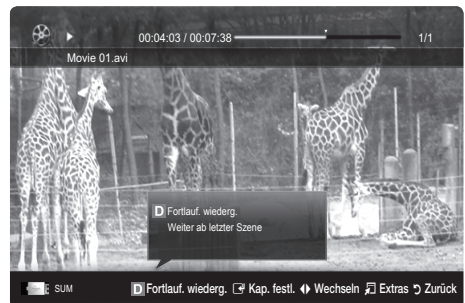 00:04:03 / 00:07:38 1/1
Movie 01.avi
D Fortlauf. wiederg.
Weiter ab letzter Szene
SUM D Fortlauf. wiederg. Kap. festl. Wechseln Extras Zurück